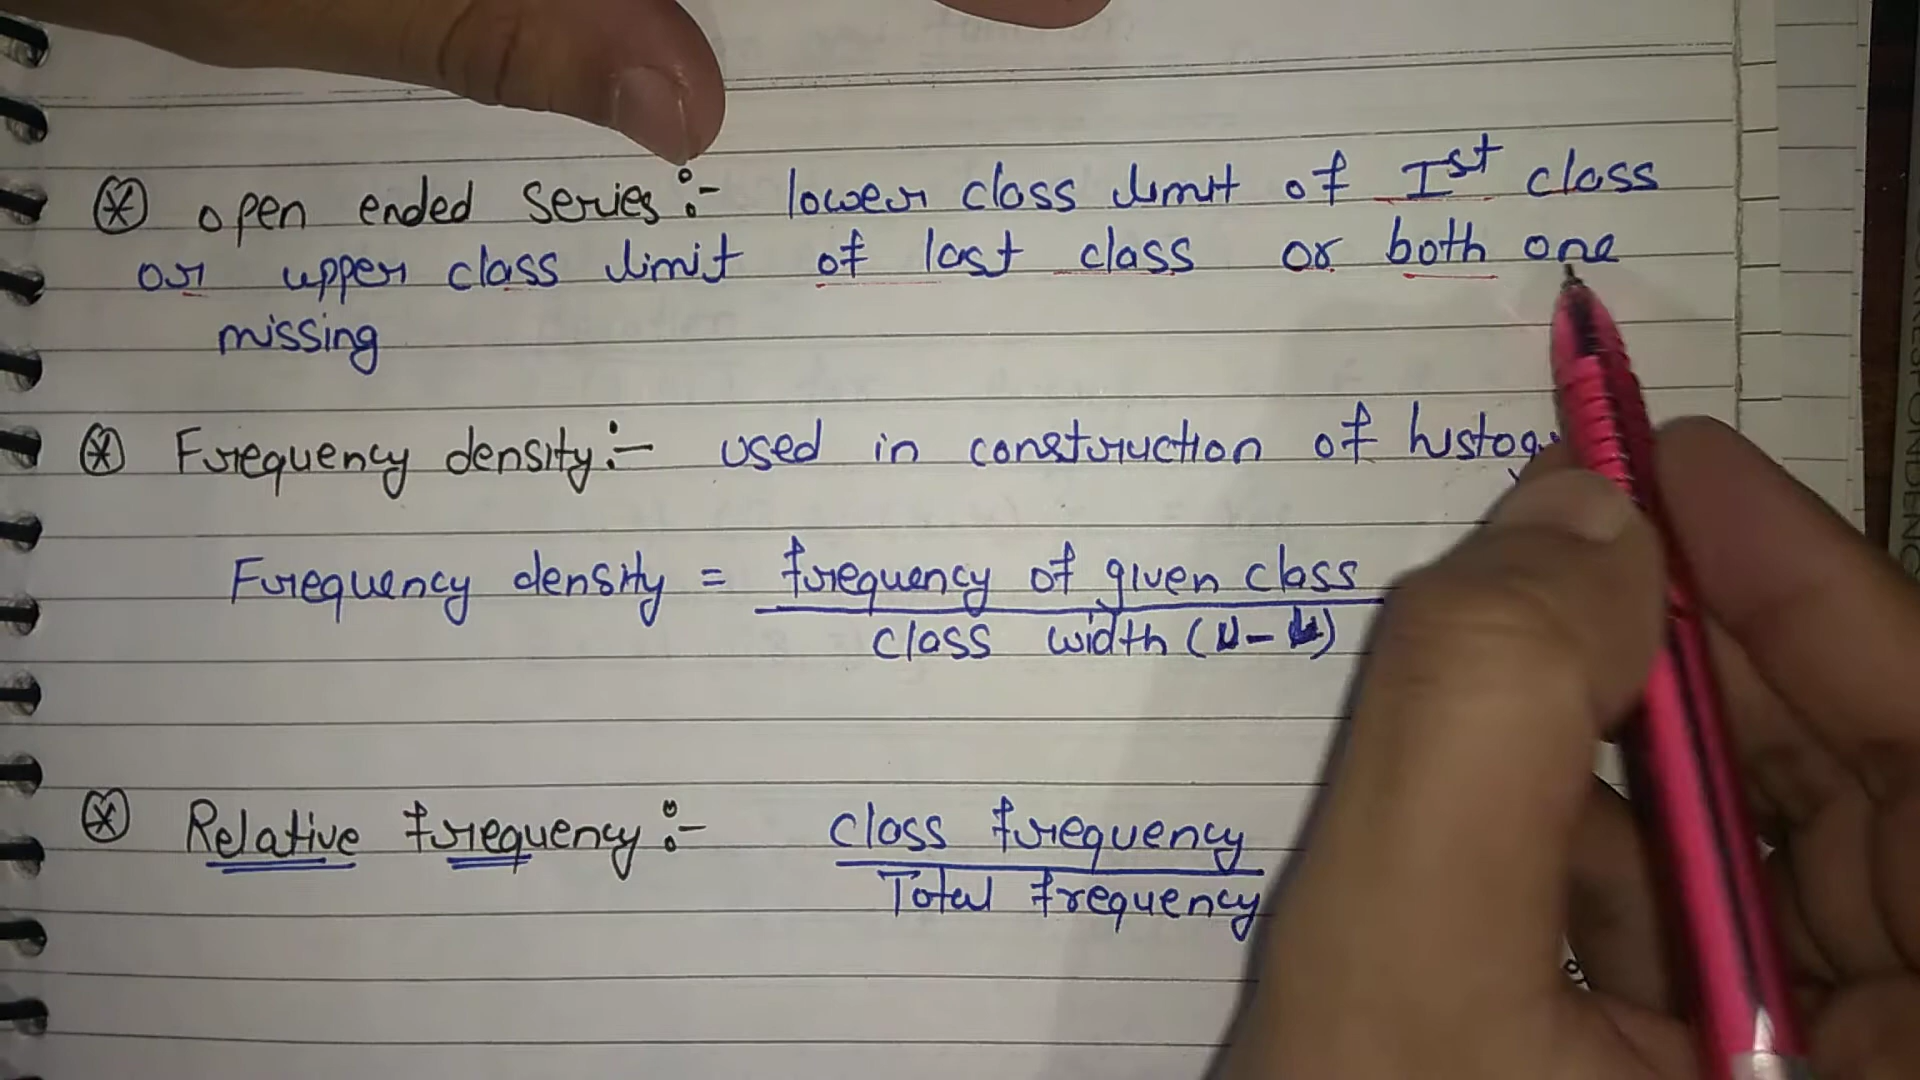 ⊛ open ended series:- lower class limit of Ist class
or upper class limit of last class or both one
missing
⊛ Frequency density:- used in construction of
Frequency density = frequency of given class
class width (U-L)
⊛ Relative frequency:- class frequency
Total frequency